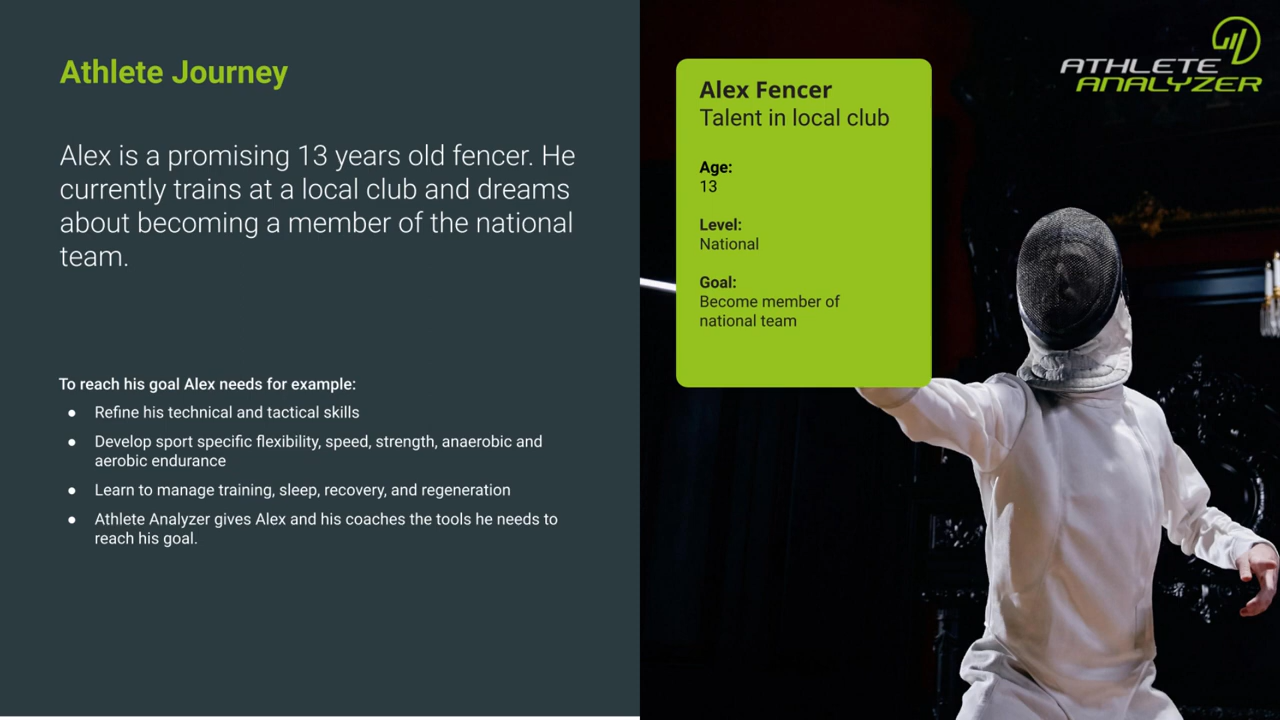 Athlete Journey
Alex is a promising 13 years old fencer. He
currently trains at a local club and dreams
about becoming a member of the national
team.
To reach his goal Alex needs for example:
● Refine his technical and tactical skills
● Develop sport specific flexibility, speed, strength, anaerobic and
aerobic endurance
● Learn to manage training, sleep, recovery, and regeneration
● Athlete Analyzer gives Alex and his coaches the tools he needs to
reach his goal.
Alex Fencer
Talent in local club
Age:
13
Level:
National
Goal:
Become member of
national team
ATHLETE
ANALYZER